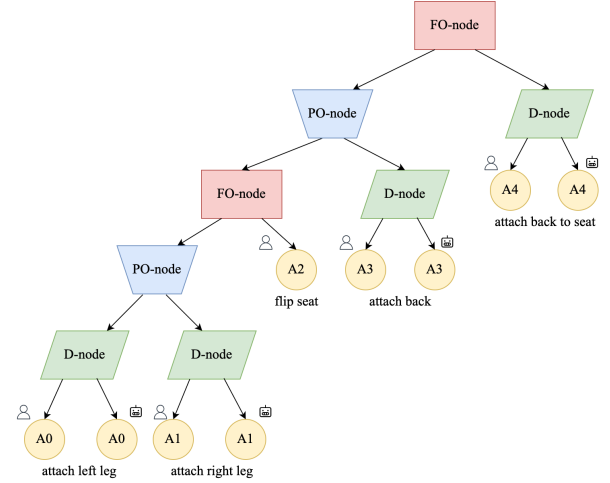 FO-node
PO-node
D-node
A4
A4
attach back to seat
FO-node
D-node
PO-node
A2
A3
A3
flip seat
attach back
D-node
D-node
A0
A0
A1
A1
attach left leg
attach right leg